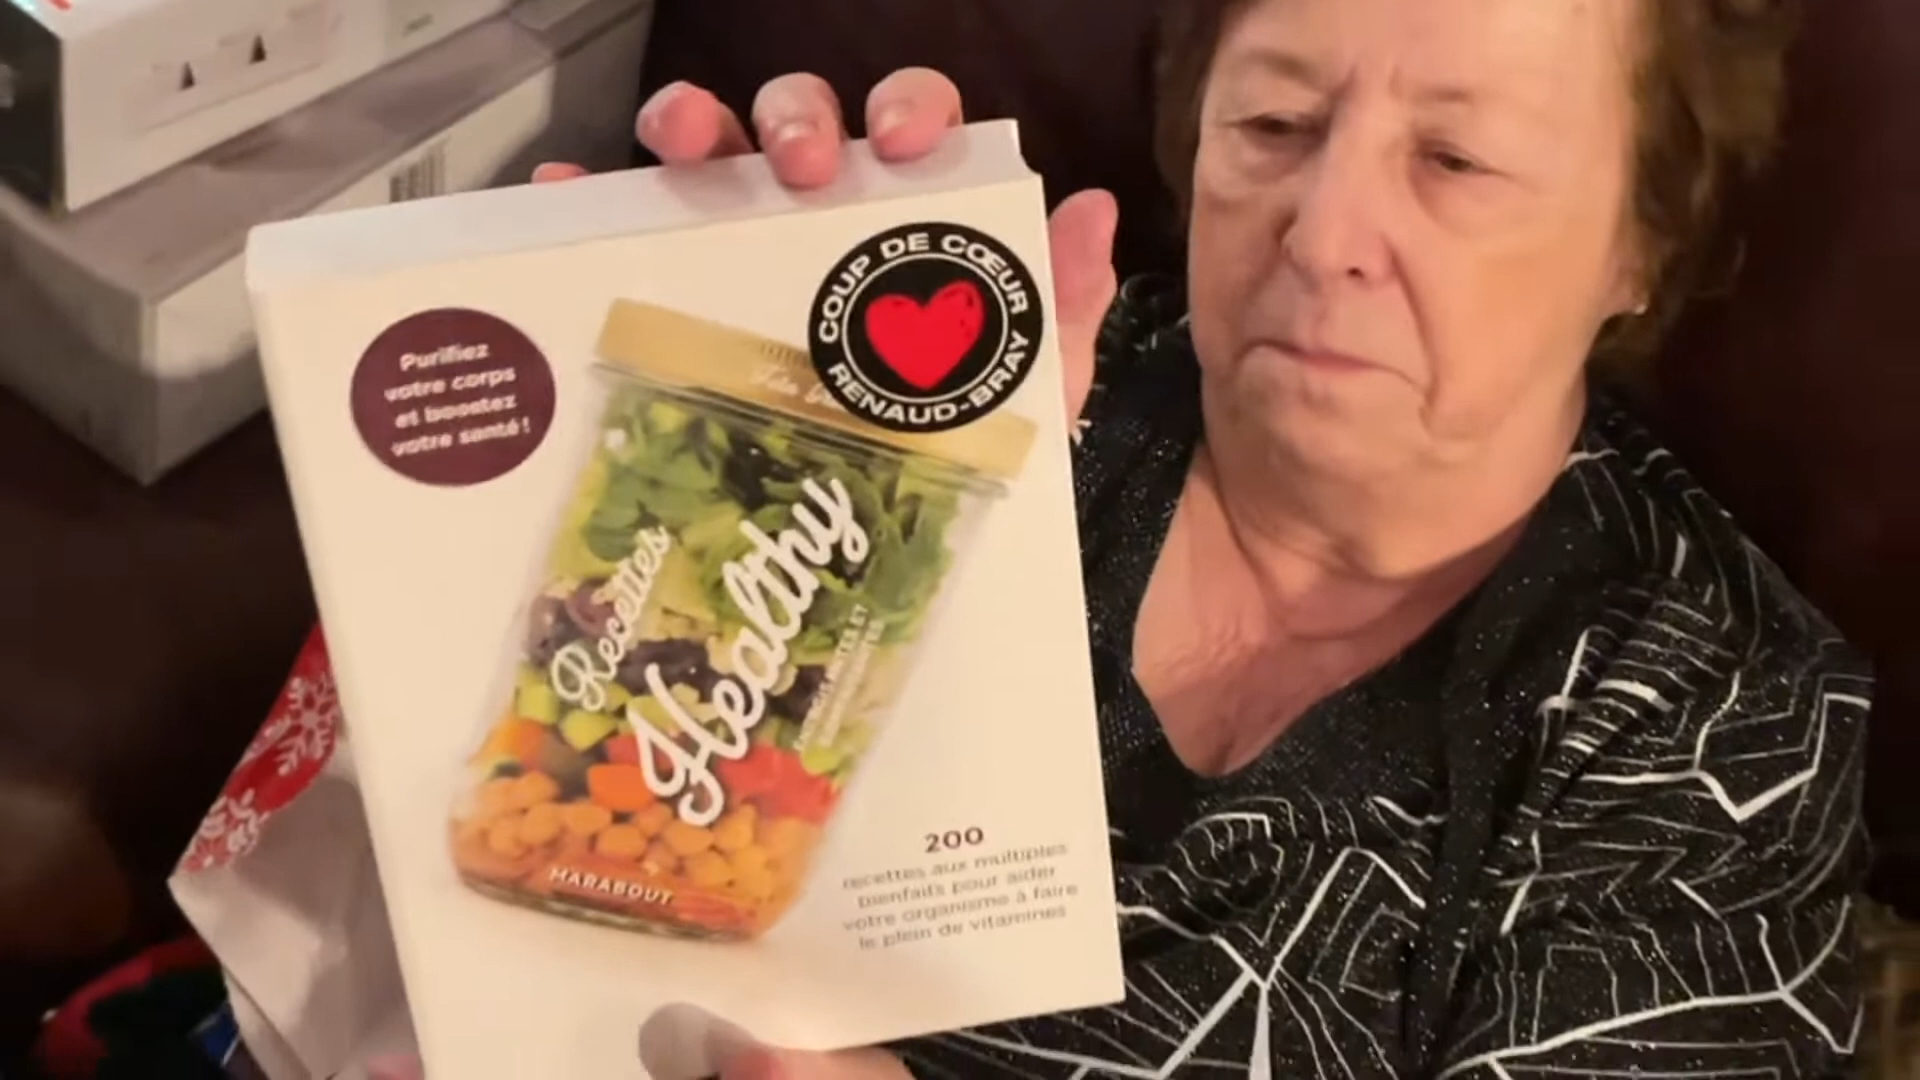 COUP DE CŒUR
RENAUD-BRAY
Purifiez
votre corps
et boostez
votre santé !
Recettes
Healthy
MARABOUT
200
recettes aux multiples
bienfaits pour aider
votre organisme à faire
le plein de vitamines